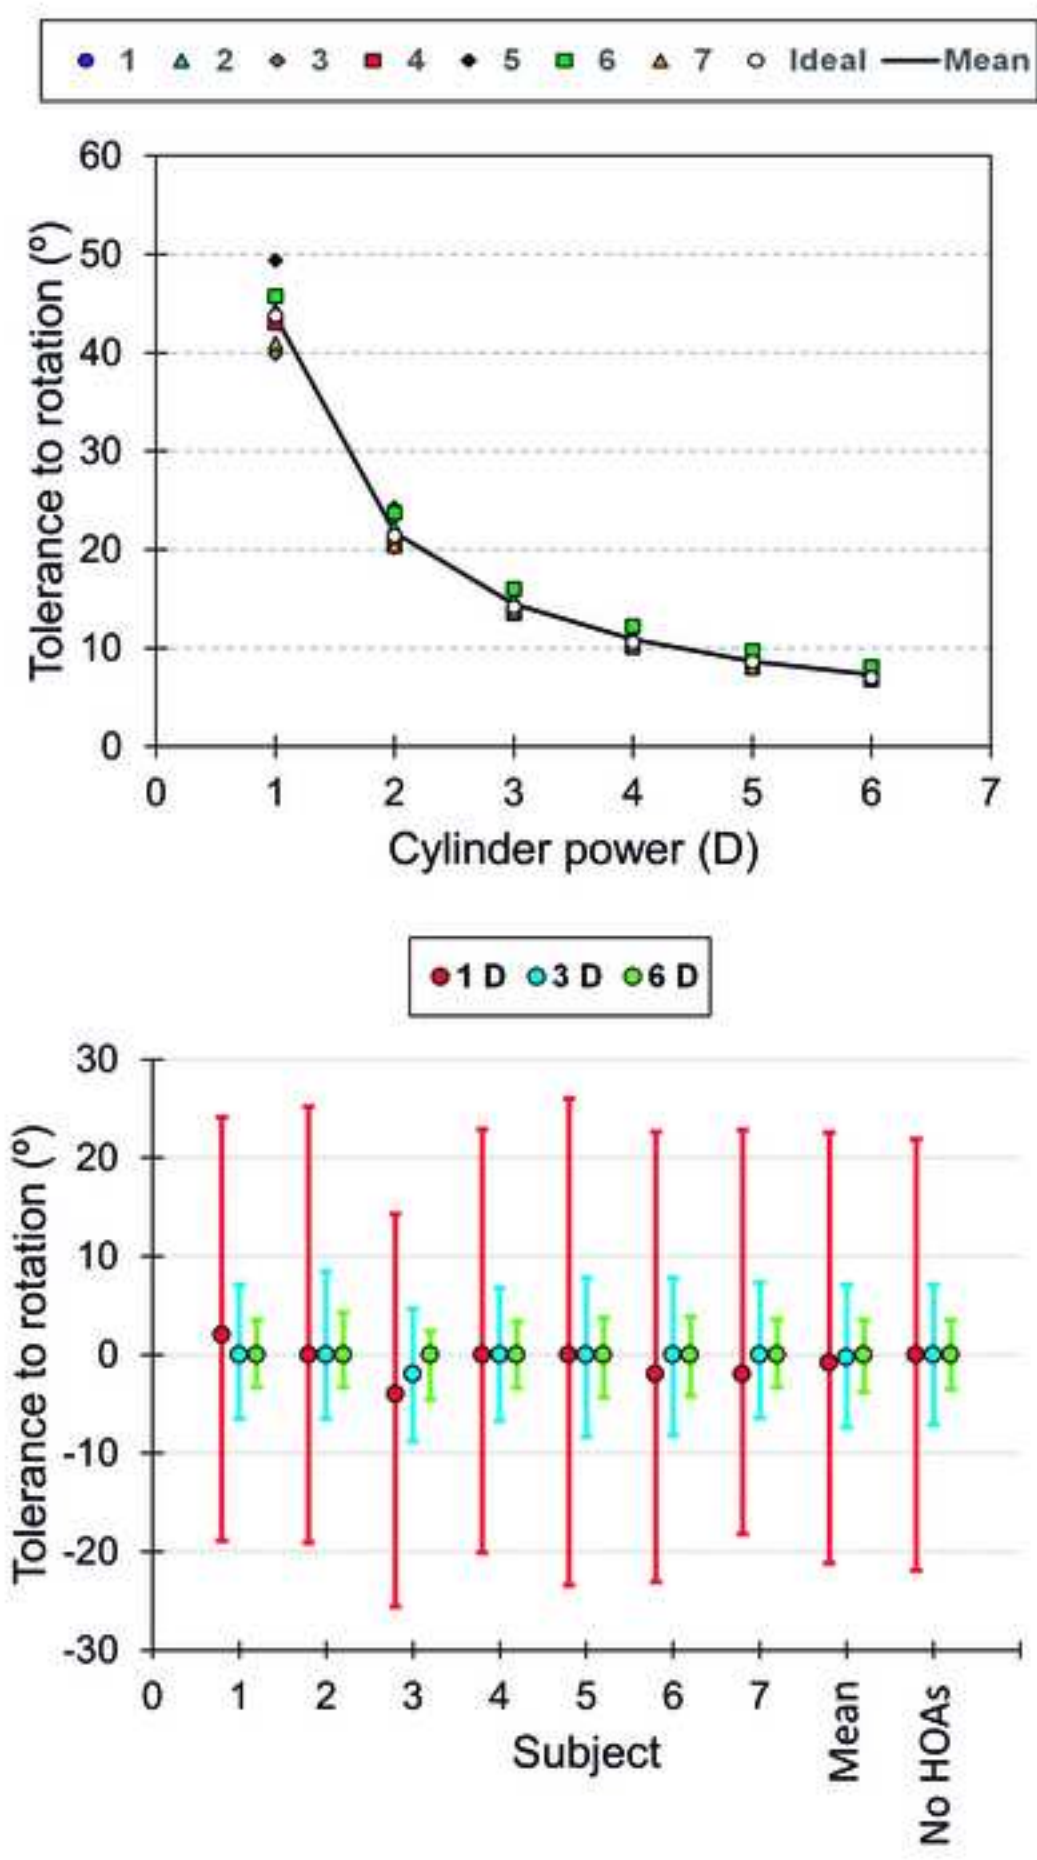 1 2 3 4 5 6 7 Ideal Mean
60
50
40
30
20
10
0
Tolerance to rotation (º)
0 1 2 3 4 5 6 7
Cylinder power (D)
1 D 3 D 6 D
30
20
10
0
-10
-20
-30
Tolerance to rotation (º)
0 1 2 3 4 5 6 7 Mean No HOAs
Subject